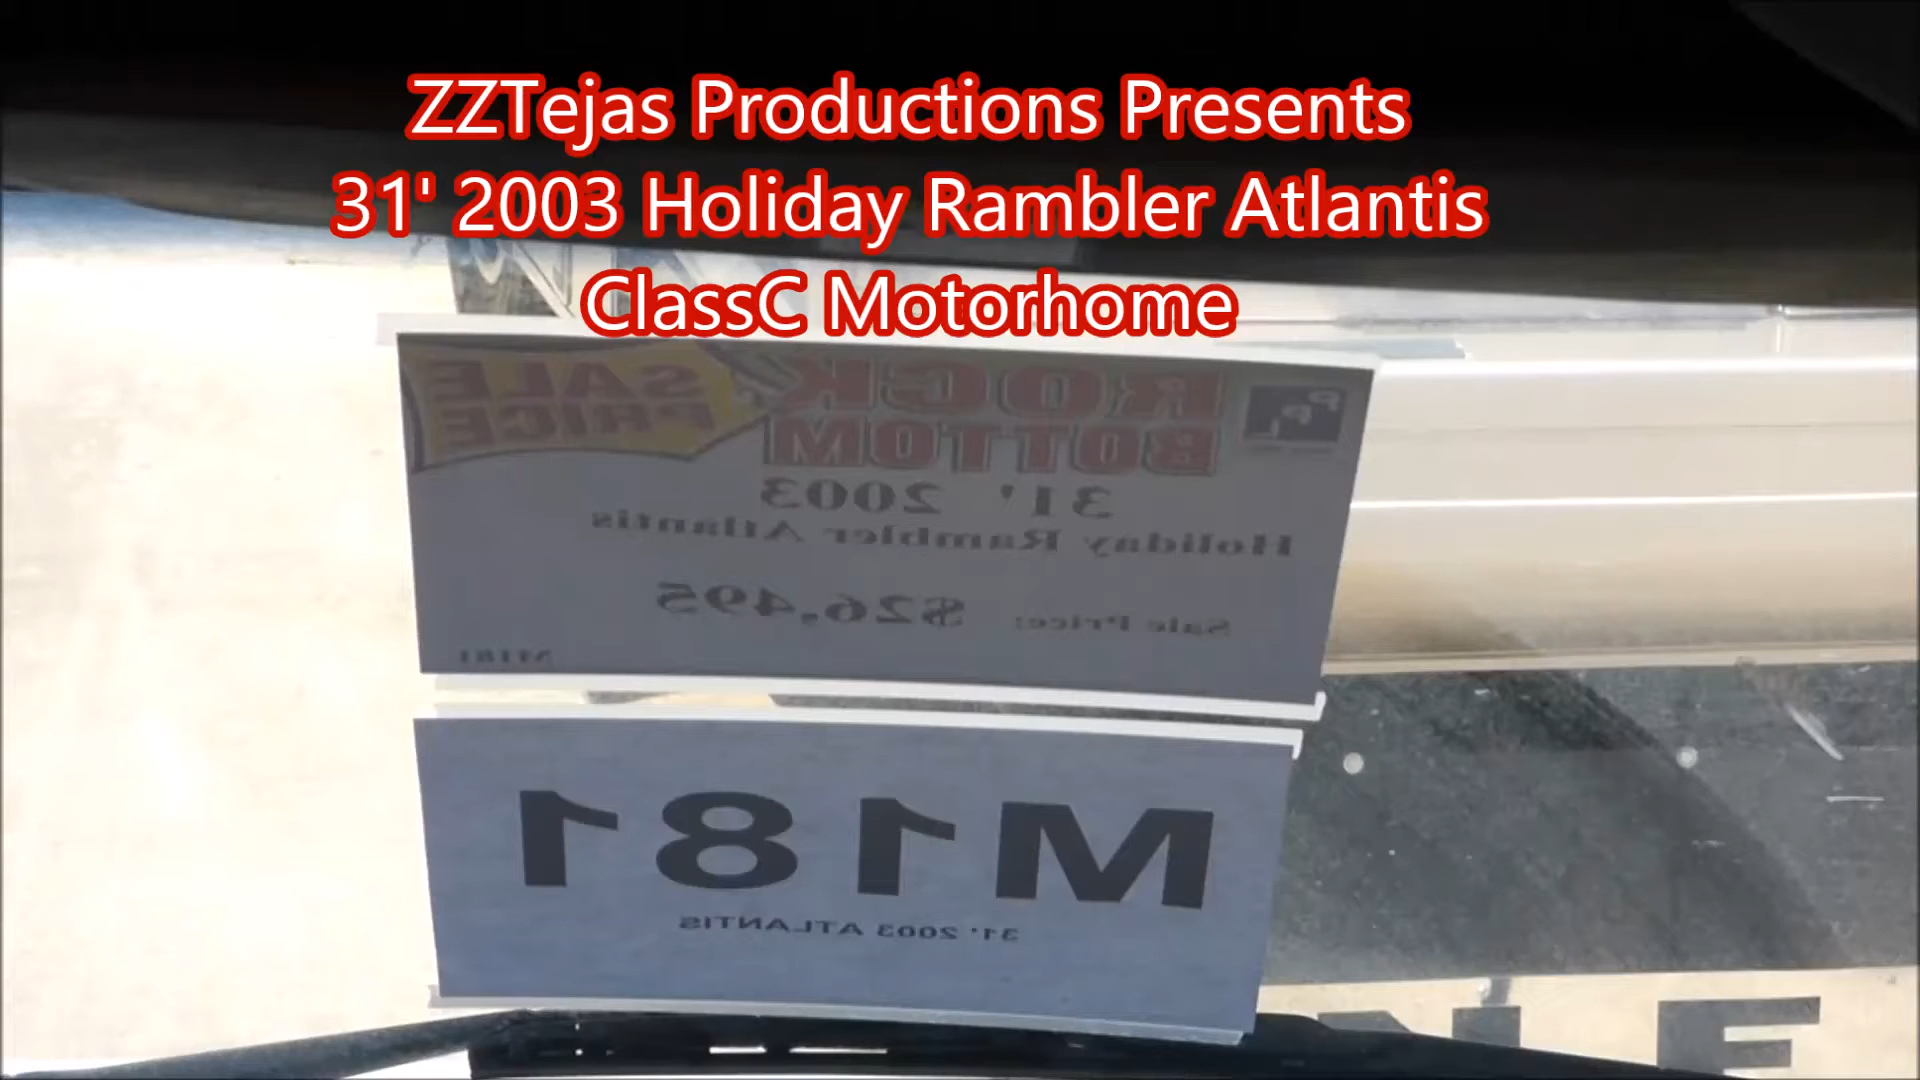 ZZTejas Productions Presents
31' 2003 Holiday Rambler Atlantis
ClassC Motorhome
PPL
ROCK
BOTTOM
SALE
PRICE
31' 2003
Holiday Rambler Atlantis
Sale Price: $26,495
M181
M181
31' 2003 ATLANTIS